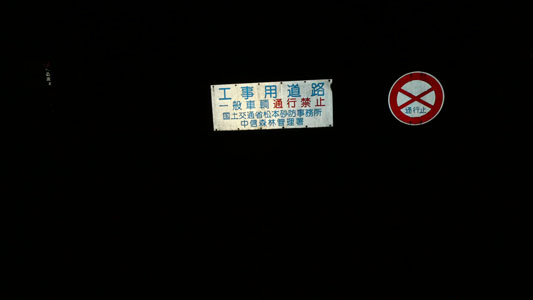 工事用道路
一般車輌通行禁止
国土交通省松本砂防事務所
中信森林管理署
通行止